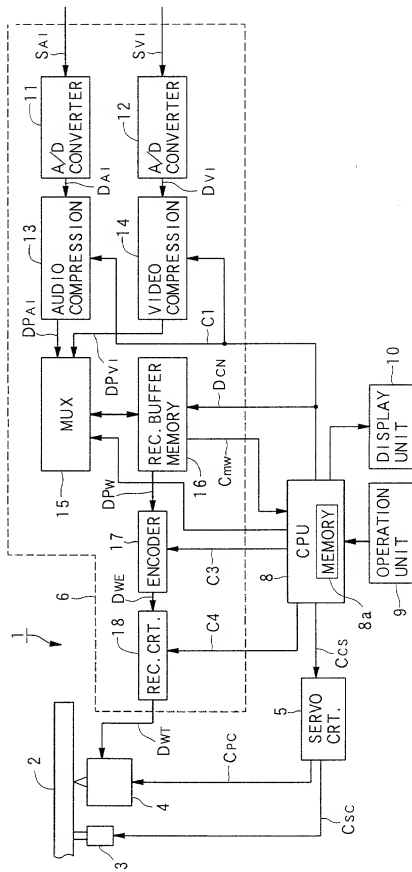 1
2
3
4
5
SERVO CRT.
6
SAI
SVI
11
A/D CONVERTER
12
A/D CONVERTER
DAI
DVI
13
AUDIO COMPRESSION
14
VIDEO COMPRESSION
DPAI
DPVI
C1
15
MUX
16
REC. BUFFER MEMORY
DCN
Cmw
DPW
17
ENCODER
C3
DWE
18
REC. CRT.
C4
DWT
8
CPU
MEMORY
8a
9
OPERATION UNIT
10
DISPLAY UNIT
CCS
CPC
CSC